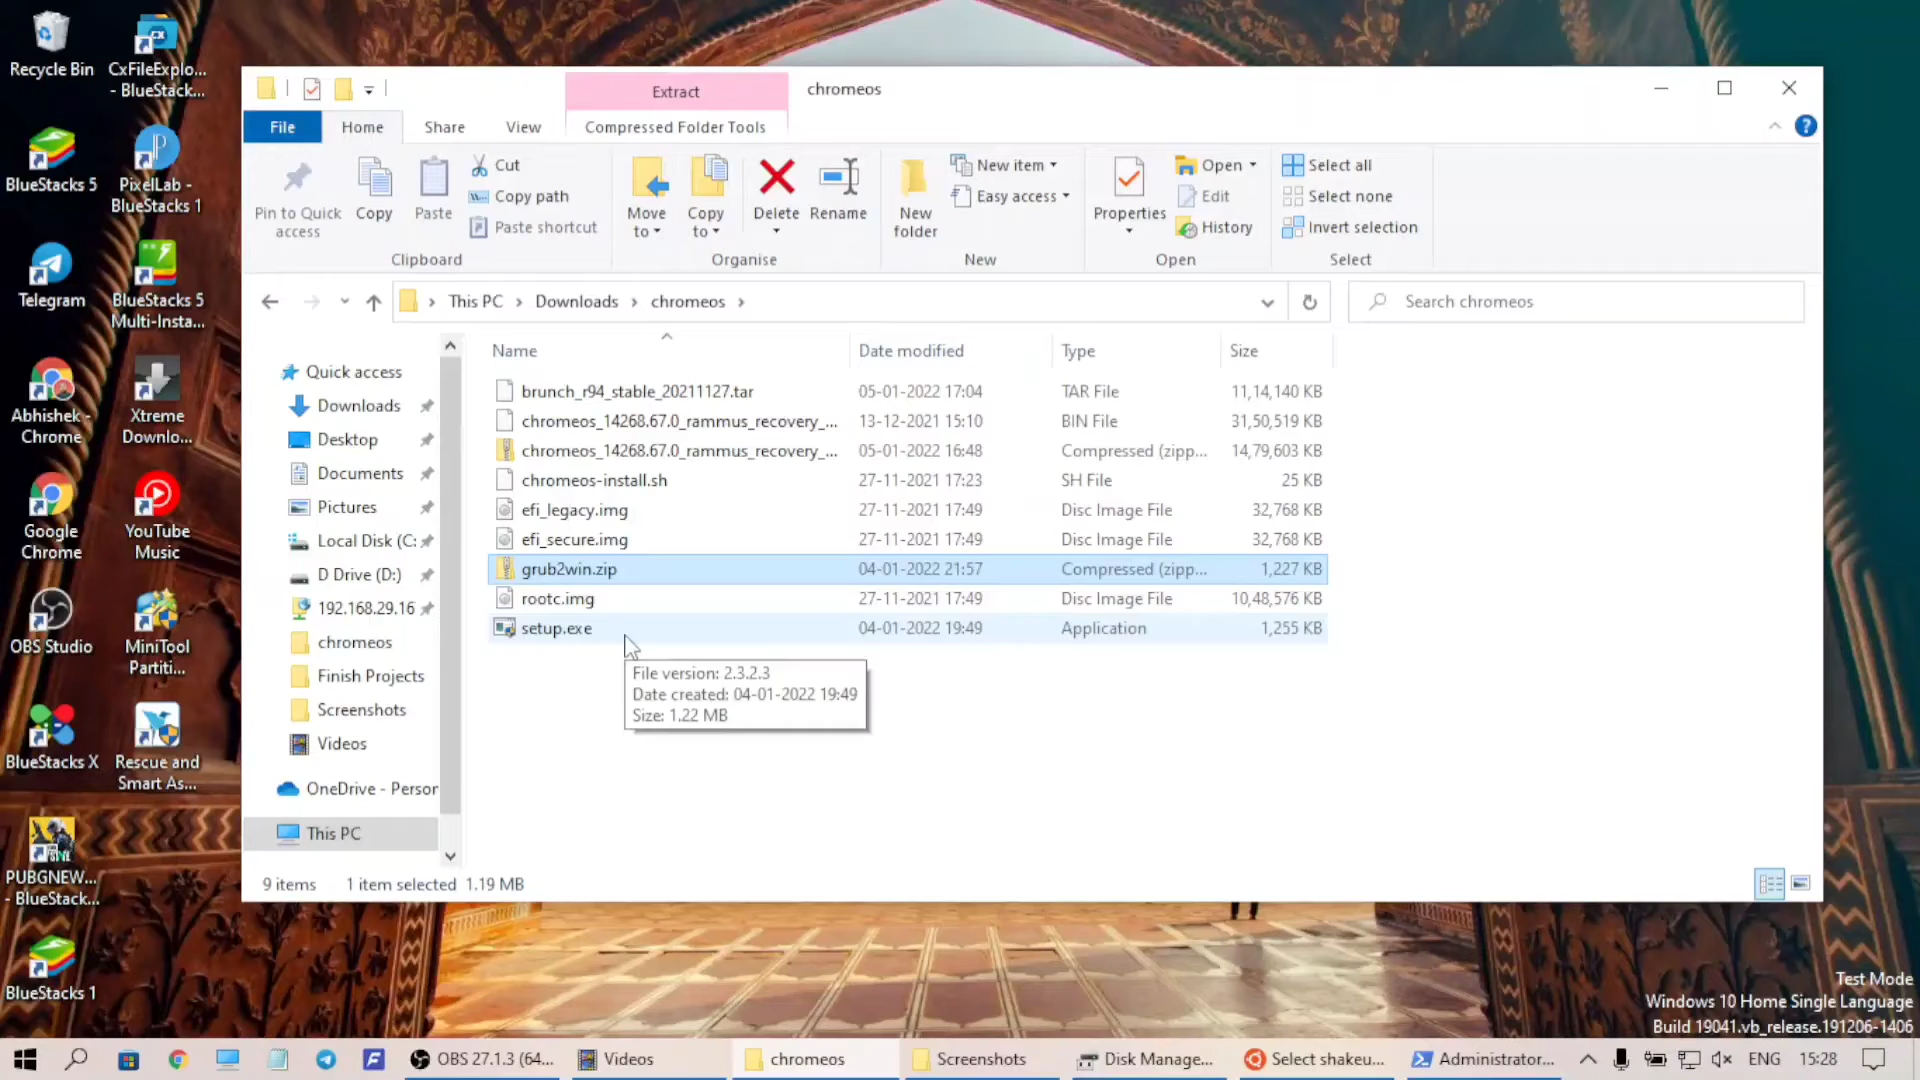 Recycle Bin
CxFileExplo...
- BlueStack...
BlueStacks 5
PixelLab -
BlueStacks 1
Telegram
BlueStacks 5
Multi-Insta...
Abhishek -
Chrome
Xtreme
Downlo...
Google
Chrome
YouTube
Music
OBS Studio
MiniTool
Partiti...
BlueStacks X
Rescue and
Smart As...
PUBGNEW...
- BlueStack...
BlueStacks 1
Extract
chromeos
File
Home
Share
View
Compressed Folder Tools
Pin to Quick
access
Copy
Paste
Cut
Copy path
Paste shortcut
Clipboard
Move
to
Copy
to
Delete
Rename
Organise
New
folder
New item
Easy access
New
Properties
Open
Edit
History
Open
Select all
Select none
Invert selection
Select
This PC
Downloads
chromeos
Search chromeos
Quick access
Downloads
Desktop
Documents
Pictures
Local Disk (C:
D Drive (D:)
192.168.29.16
chromeos
Finish Projects
Screenshots
Videos
OneDrive - Person
This PC
Name Date modified Type Size
brunch_r94_stable_20211127.tar 05-01-2022 17:04 TAR File 11,14,140 KB
chromeos_14268.67.0_rammus_recovery_... 13-12-2021 15:10 BIN File 31,50,519 KB
chromeos_14268.67.0_rammus_recovery_... 05-01-2022 16:48 Compressed (zipp... 14,79,603 KB
chromeos-install.sh 27-11-2021 17:23 SH File 25 KB
efi_legacy.img 27-11-2021 17:49 Disc Image File 32,768 KB
efi_secure.img 27-11-2021 17:49 Disc Image File 32,768 KB
grub2win.zip 04-01-2022 21:57 Compressed (zipp... 1,227 KB
rootc.img 27-11-2021 17:49 Disc Image File 10,48,576 KB
setup.exe 04-01-2022 19:49 Application 1,255 KB
File version: 2.3.2.3
Date created: 04-01-2022 19:49
Size: 1.22 MB
9 items 1 item selected 1.19 MB
Test Mode
Windows 10 Home Single Language
Build 19041.vb_release.191206-1406
OBS 27.1.3 (64...
Videos
chromeos
Screenshots
Disk Manage...
Select shakeu...
Administrator...
ENG
15:28